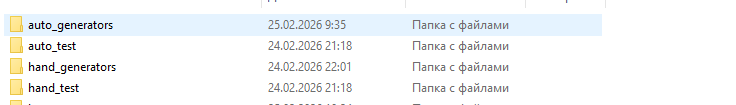 auto_generators 25.02.2026 9:35 Папка с файлами
auto_test 24.02.2026 21:18 Папка с файлами
hand_generators 24.02.2026 22:01 Папка с файлами
hand_test 24.02.2026 21:18 Папка с файлами